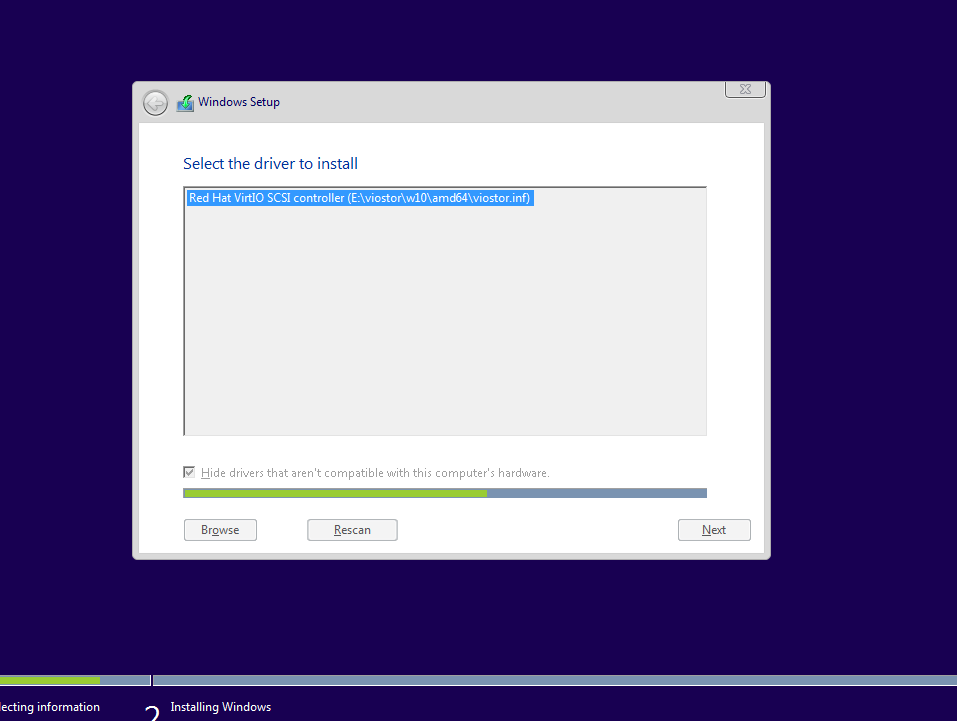 Windows Setup
Select the driver to install
Red Hat VirtIO SCSI controller (E:\viostor\w10\amd64\viostor.inf)
Hide drivers that aren't compatible with this computer's hardware.
Browse
Rescan
Next
lecting information
2
Installing Windows